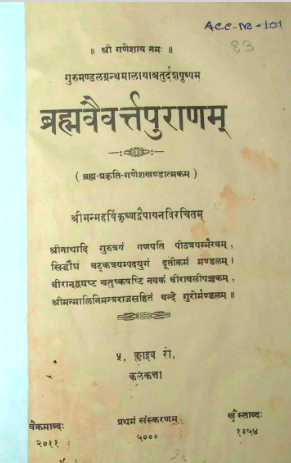 ACC-NO-101
83
॥ श्री गणेशाय नमः ॥
गुरुमण्डलग्रन्थमालायाश्चतुर्दशपुष्पम्
ब्रह्मवैवर्त्तपुराणम्
( ब्रह्म-प्रकृति-गणेशखण्डात्मकम् )
श्रीमन्महर्षिकृष्णद्वैपायनविरचितम्
श्रीनाथादि गुरुत्रयं गणपतिं पीठत्रयम्भैरवम्,
सिद्धौघं बटुकत्रयम्पदयुगं दूतीक्रमं मण्डलम्।
वीरान्द्व्यष्ट चतुष्कषष्टि नवकं वीरावलीपञ्चकम्,
श्रीमन्मालिनिमन्त्रराजसहितं वन्दे गुरोर्मण्डलम्॥
५, क्लाइव रो,
कलकत्ता
वैक्रमाब्दः प्रथमं संस्करणम् ख्रैस्ताब्दः
२०११ ५००० १९५४